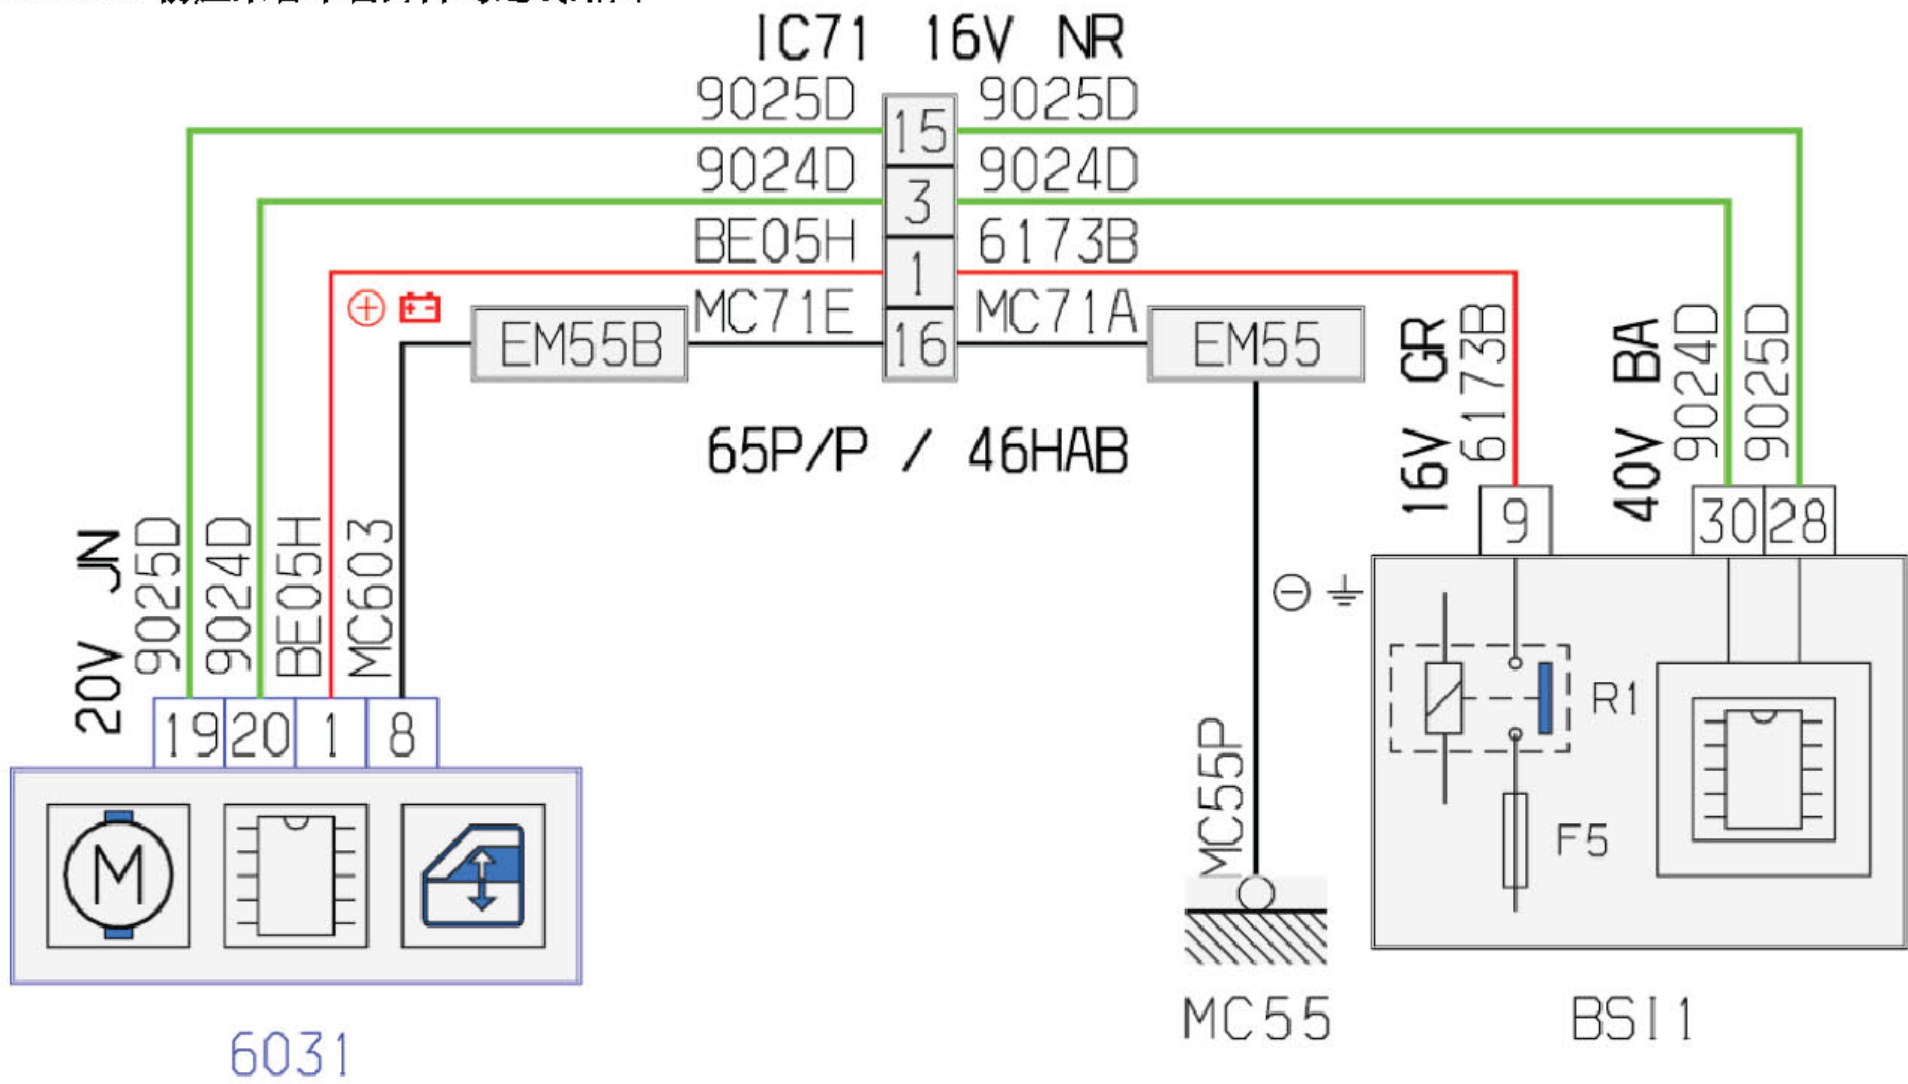 IC71 16V NR
9025D 15 9025D
9024D 3 9024D
BE05H 1 6173B
MC71E 16 MC71A
EM55B
EM55
65P/P / 46HAB
20V JN
9025D
9024D
BE05H
MC603
19 20 1 8
M
6031
MC55P
MC55
16V GR
6173B
40V BA
9024D
9025D
9 30 28
R1
F5
BSI1